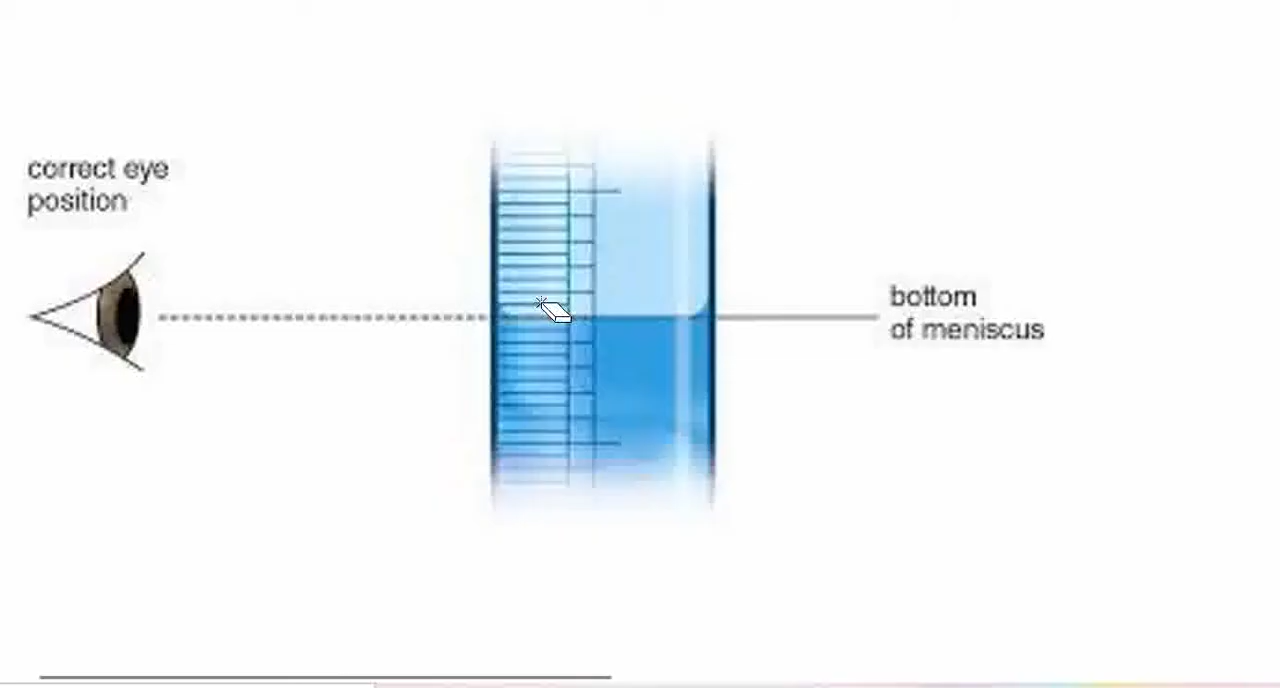 correct eye
position
bottom
of meniscus